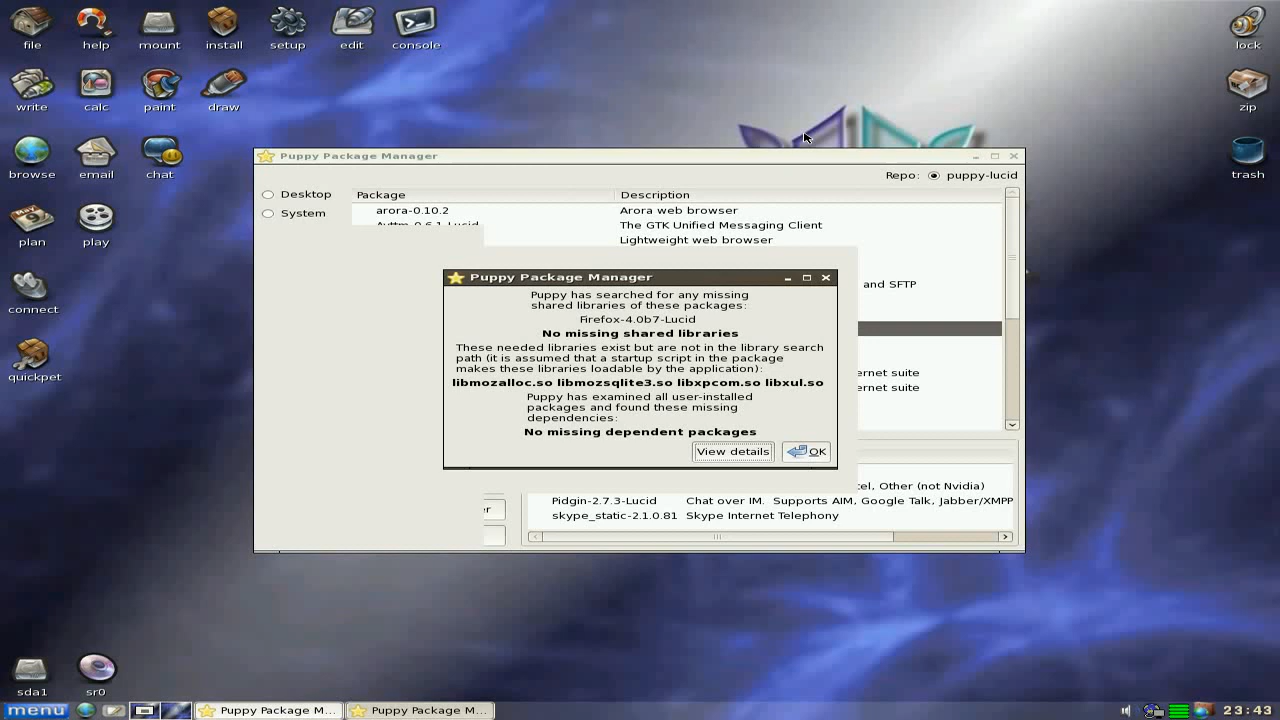 file help mount install setup edit console lock
write calc paint draw zip
browse email chat trash
plan play
connect
quickpet
Puppy Package Manager
Repo: puppy-lucid
Desktop
System
Package Description
arora-0.10.2 Arora web browser
The GTK Unified Messaging Client
Lightweight web browser
and SFTP
ernet suite
ernet suite
Puppy Package Manager
Puppy has searched for any missing
shared libraries of these packages:
Firefox-4.0b7-Lucid
No missing shared libraries
These needed libraries exist but are not in the library search
path (it is assumed that a startup script in the package
makes these libraries loadable by the application):
libmozalloc.so libmozsqlite3.so libxpcom.so libxul.so
Puppy has examined all user-installed
packages and found these missing
dependencies:
No missing dependent packages
View details OK
tel, Other (not Nvidia)
Pidgin-2.7.3-Lucid Chat over IM. Supports AIM, Google Talk, Jabber/XMPP
skype_static-2.1.0.81 Skype Internet Telephony
er
sda1 sr0
menu Puppy Package M... Puppy Package M... 23:43